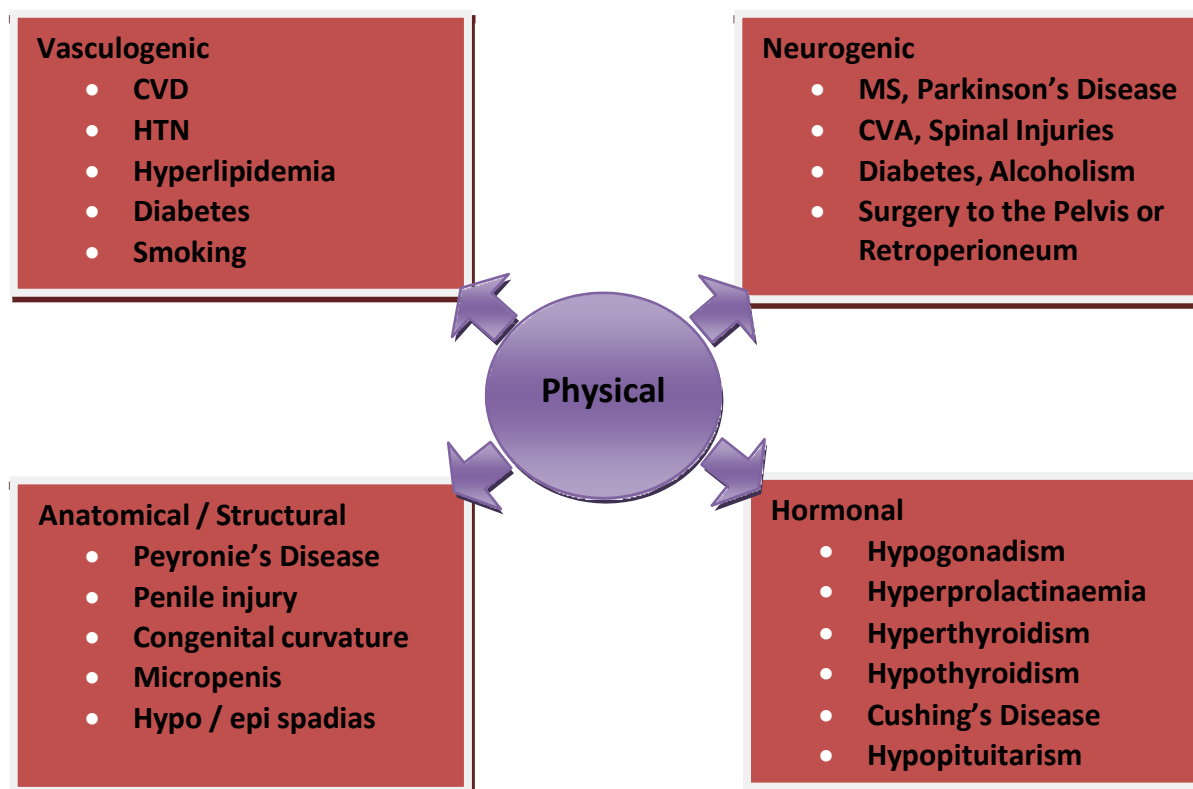 Vasculogenic
• CVD
• HTN
• Hyperlipidemia
• Diabetes
• Smoking
Neurogenic
• MS, Parkinson’s Disease
• CVA, Spinal Injuries
• Diabetes, Alcoholism
• Surgery to the Pelvis or
Retroperioneum
Physical
Anatomical / Structural
• Peyronie’s Disease
• Penile injury
• Congenital curvature
• Micropenis
• Hypo / epi spadias
Hormonal
• Hypogonadism
• Hyperprolactinaemia
• Hyperthyroidism
• Hypothyroidism
• Cushing’s Disease
• Hypopituitarism